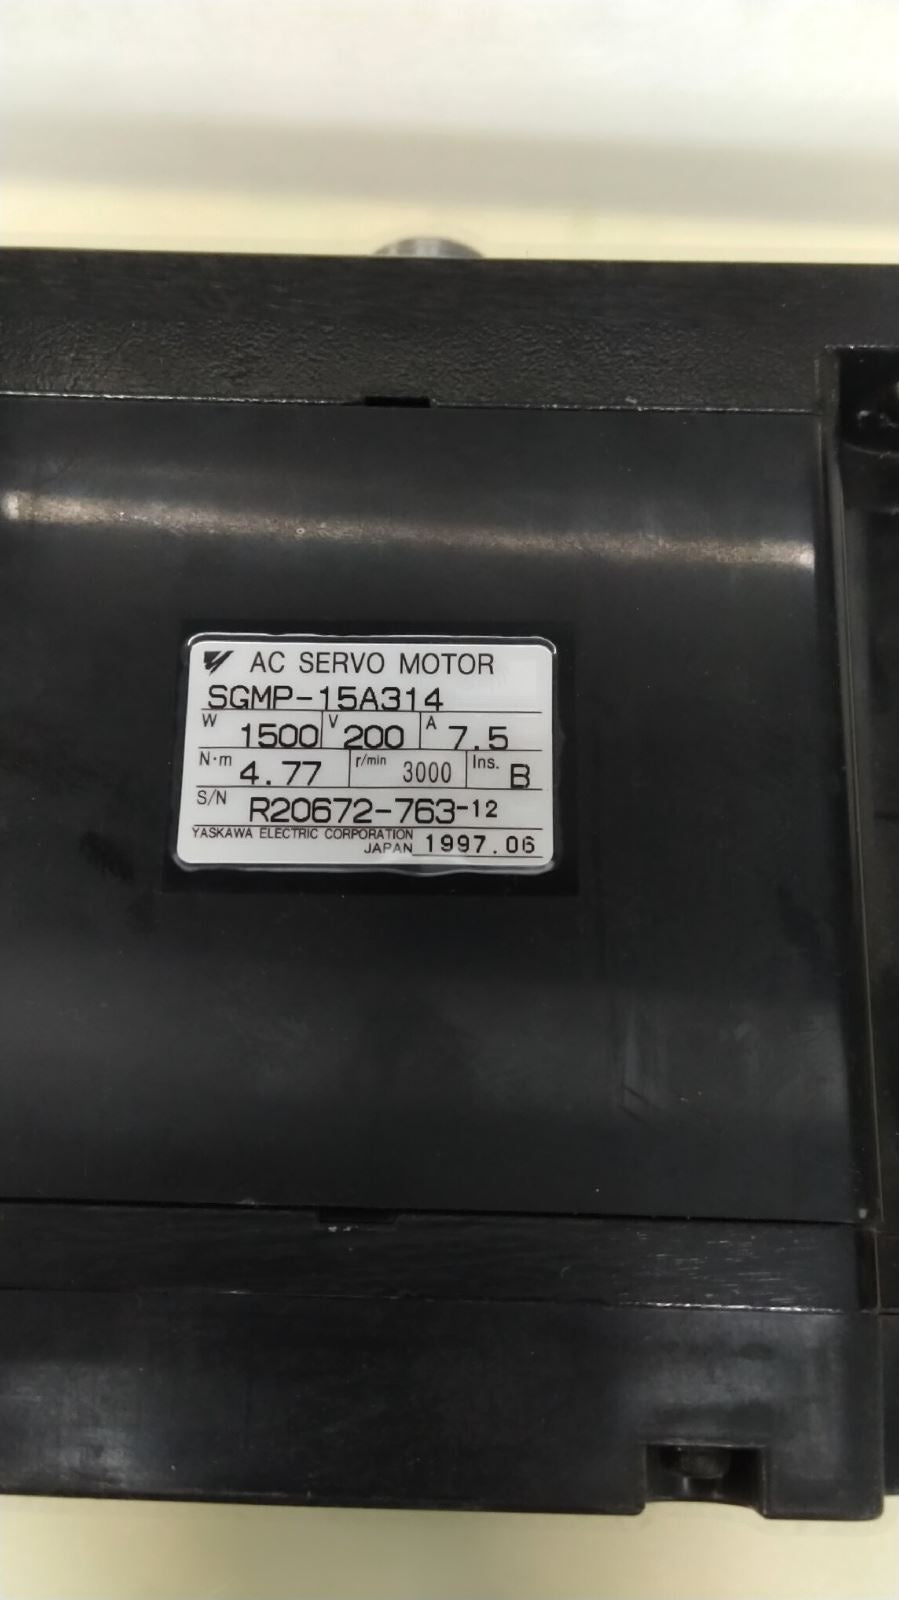 AC SERVO MOTOR
SGMP-15A314
W 1500 V 200 A 7.5
N·m 4.77 r/min 3000 Ins. B
S/N R20672-763-12
YASKAWA ELECTRIC CORPORATION
JAPAN 1997.06